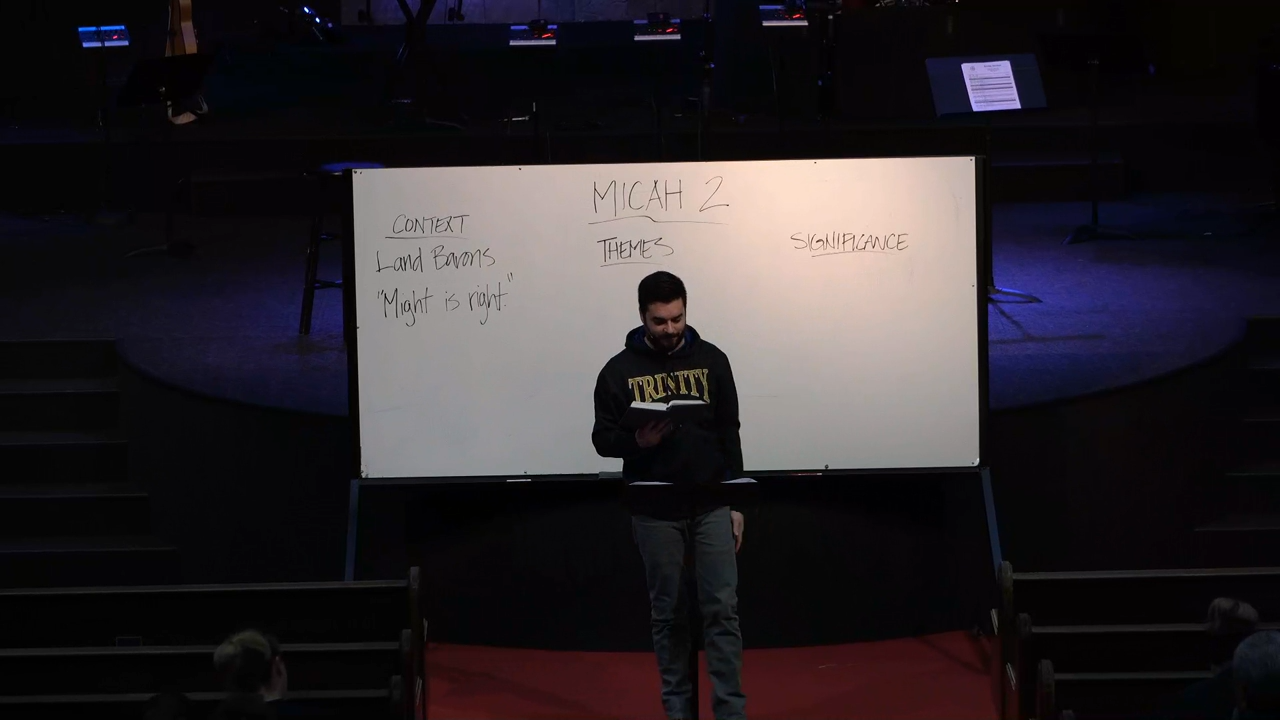 MICAH 2
CONTEXT
Land Barons
"Might is right."
THEMES
SIGNIFICANCE
TRINITY